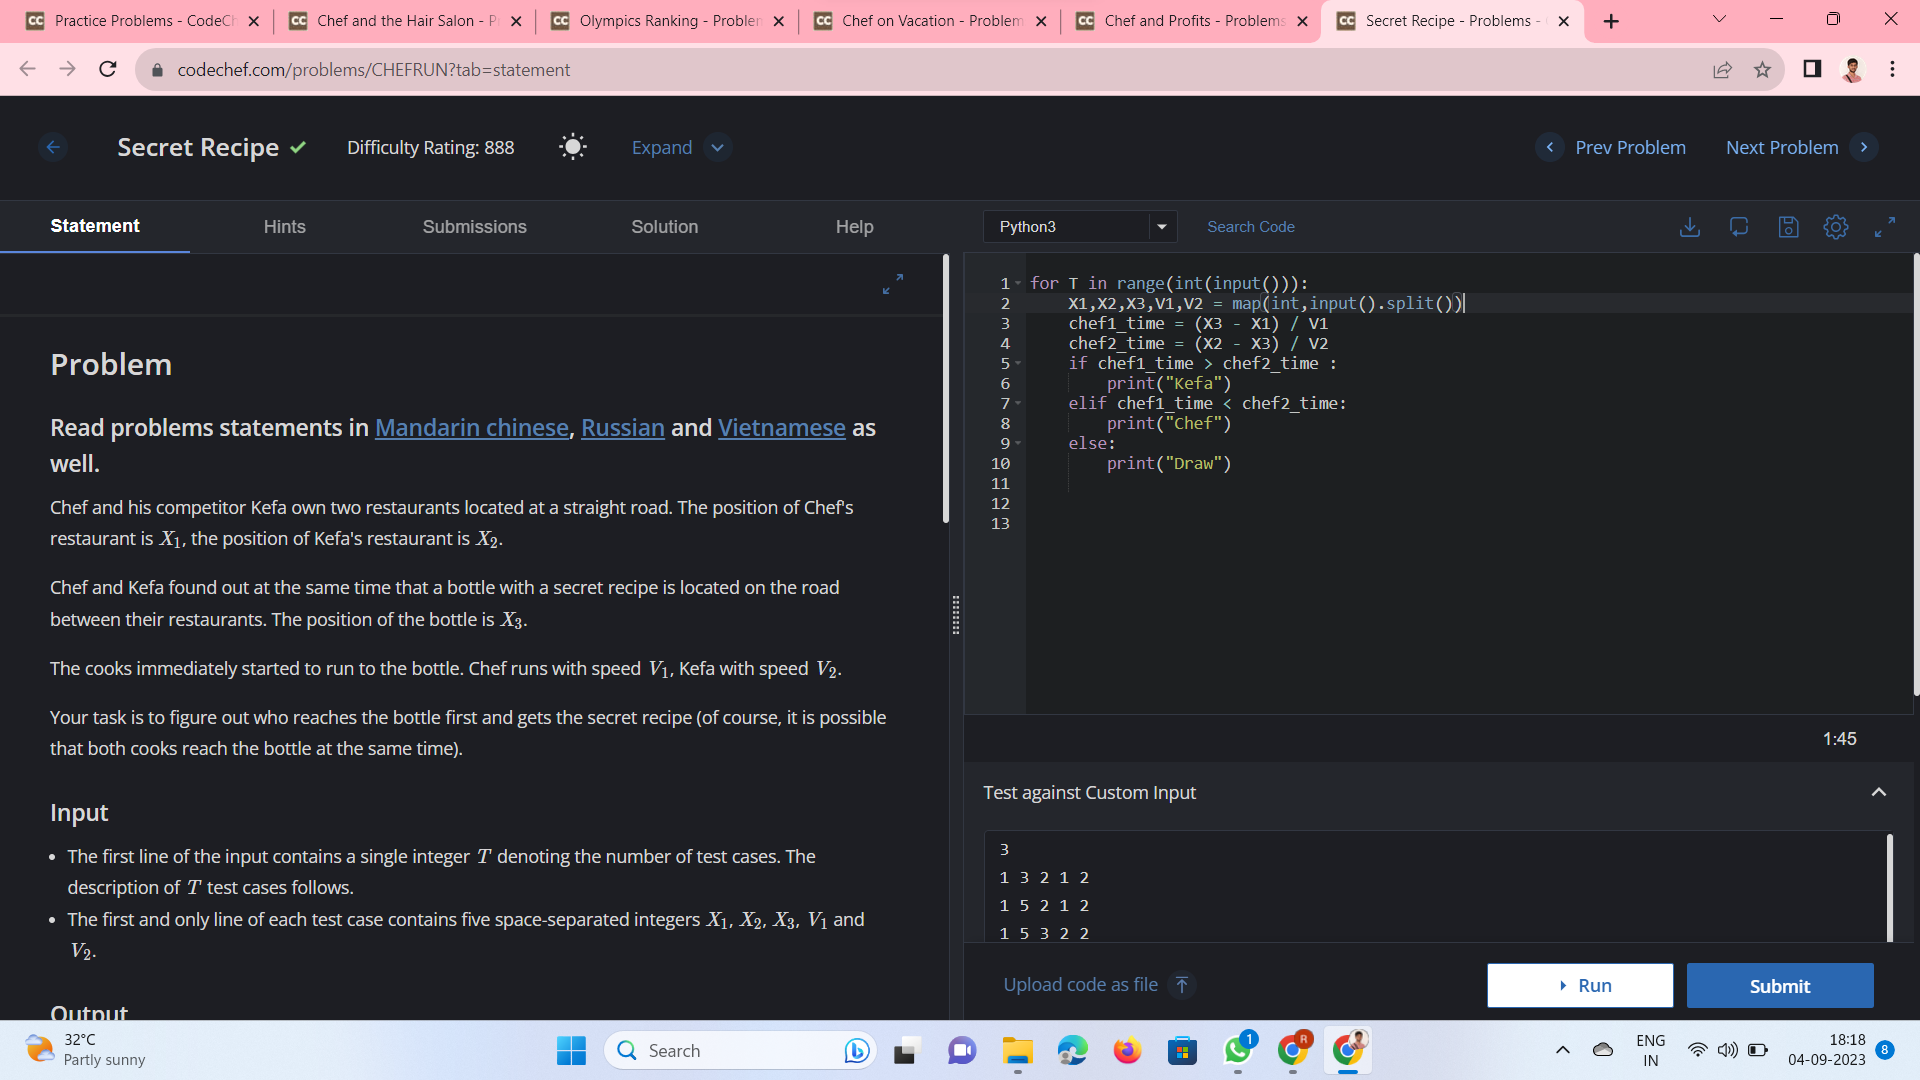 Practice Problems - CodeCh
Chef and the Hair Salon - P
Olympics Ranking - Problem
Chef on Vacation - Problem
Chef and Profits - Problems
Secret Recipe - Problems -
codechef.com/problems/CHEFRUN?tab=statement
Secret Recipe
Difficulty Rating: 888
Expand
Prev Problem
Next Problem
Statement
Hints
Submissions
Solution
Help
Python3
Search Code
Problem
Read problems statements in Mandarin chinese, Russian and Vietnamese as
well.
Chef and his competitor Kefa own two restaurants located at a straight road. The position of Chef's
restaurant is X1, the position of Kefa's restaurant is X2.
Chef and Kefa found out at the same time that a bottle with a secret recipe is located on the road
between their restaurants. The position of the bottle is X3.
The cooks immediately started to run to the bottle. Chef runs with speed V1, Kefa with speed V2.
Your task is to figure out who reaches the bottle first and gets the secret recipe (of course, it is possible
that both cooks reach the bottle at the same time).
Input
• The first line of the input contains a single integer T denoting the number of test cases. The
description of T test cases follows.
• The first and only line of each test case contains five space-separated integers X1, X2, X3, V1 and
V2.
Output
1 for T in range(int(input())):
2 X1,X2,X3,V1,V2 = map(int,input().split())
3 chef1_time = (X3 - X1) / V1
4 chef2_time = (X2 - X3) / V2
5 if chef1_time > chef2_time :
6 print("Kefa")
7 elif chef1_time < chef2_time:
8 print("Chef")
9 else:
10 print("Draw")
11
12
13
1:45
Test against Custom Input
3
1 3 2 1 2
1 5 2 1 2
1 5 3 2 2
Upload code as file
Run
Submit
32°C
Partly sunny
Search
1
R
ENG
IN
18:18
04-09-2023
8